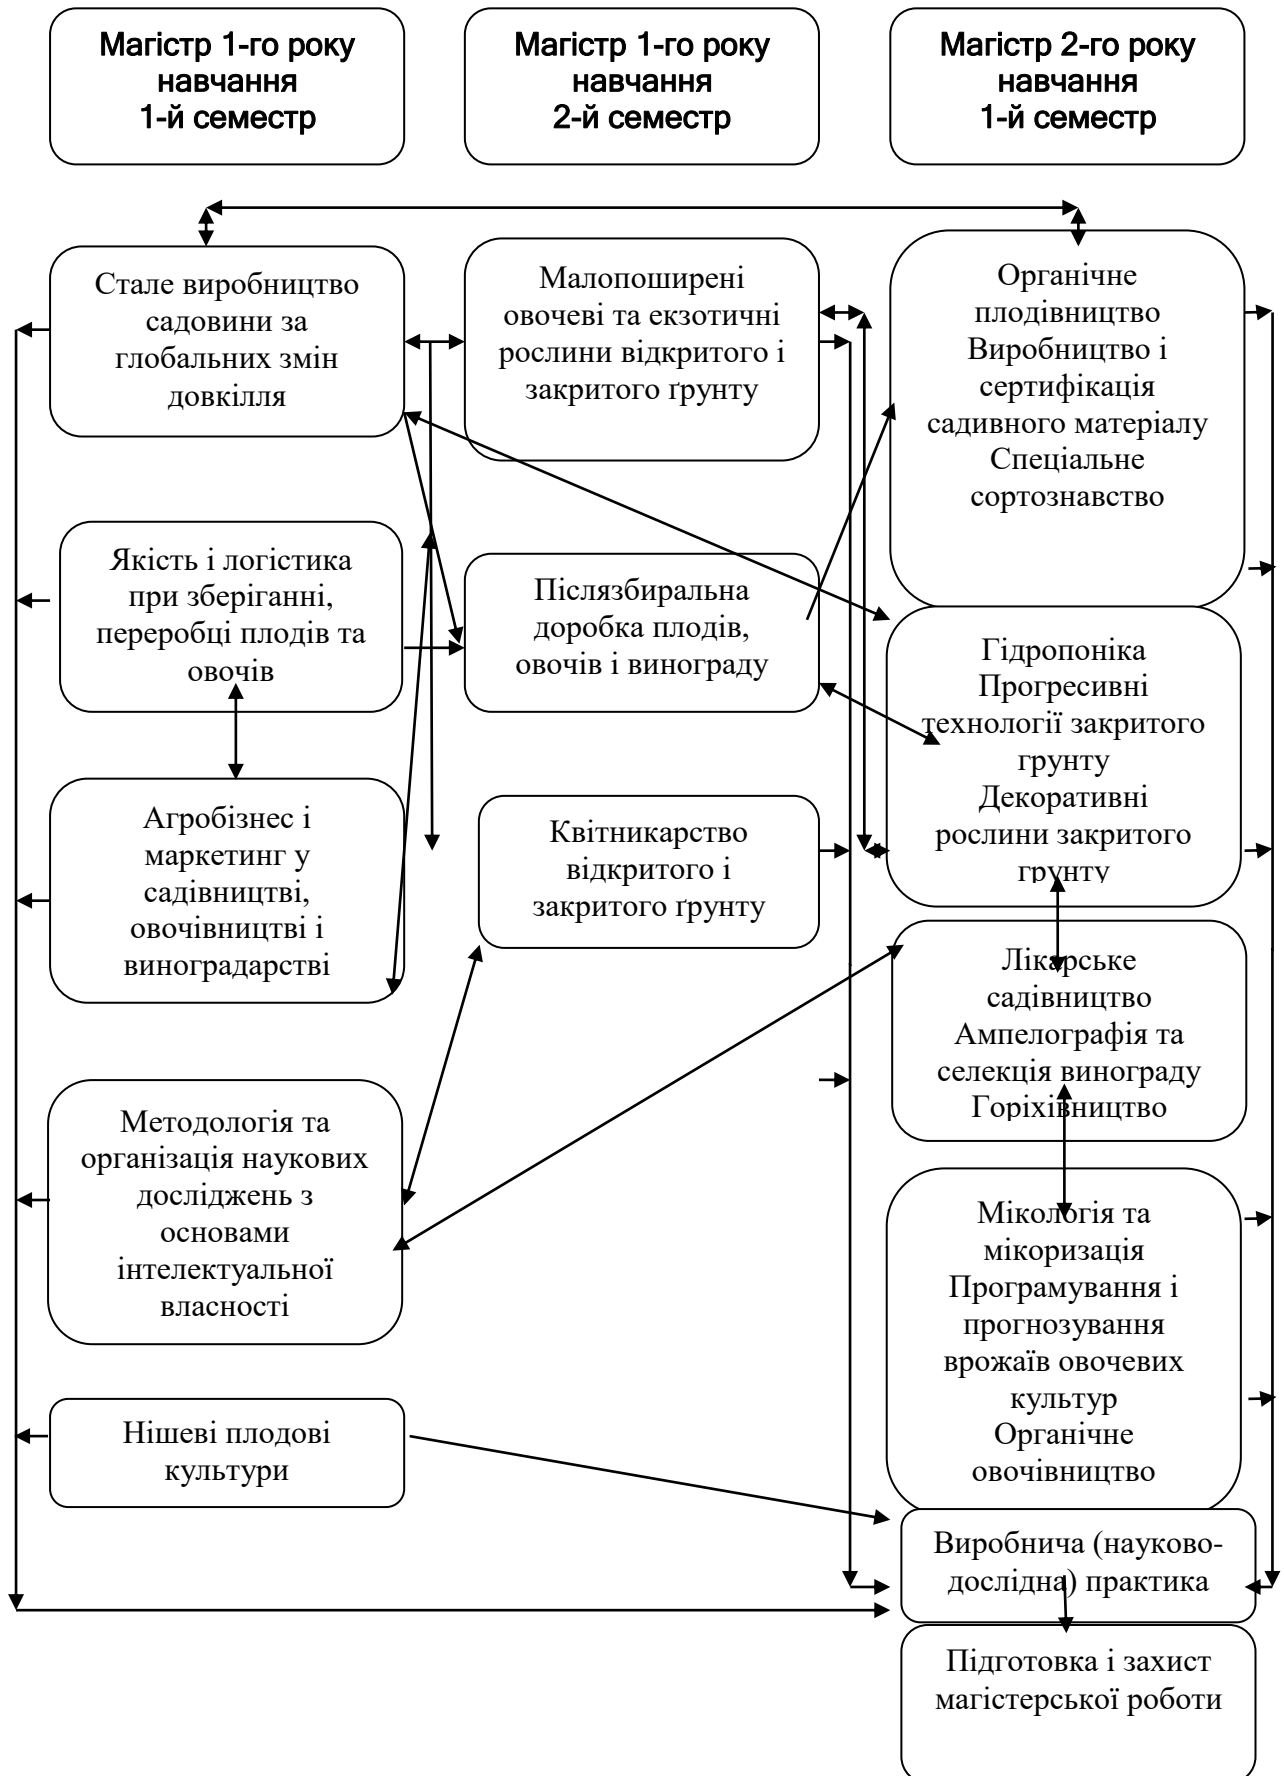 Магістр 1-го року
навчання
1-й семестр
Магістр 1-го року
навчання
2-й семестр
Магістр 2-го року
навчання
1-й семестр
Стале виробництво
садовини за
глобальних змін
довкілля
Якість і логістика
при зберіганні,
переробці плодів та
овочів
Агробізнес і
маркетинг у
садівництві,
овочівництві і
виноградарстві
Методологія та
організація наукових
досліджень з
основами
інтелектуальної
власності
Нішеві плодові
культури
Малопоширені
овочеві та екзотичні
рослини відкритого і
закритого ґрунту
Післязбиральна
доробка плодів,
овочів і винограду
Квітникарство
відкритого і
закритого ґрунту
Органічне
плодівництво
Виробництво і
сертифікація
садивного матеріалу
Спеціальне
сортознавство
Гідропоніка
Прогресивні
технології закритого
грунту
Декоративні
рослини закритого
грунту
Лікарське
садівництво
Ампелографія та
селекція винограду
Горіхівництво
Мікологія та
мікоризація
Програмування і
прогнозування
врожаїв овочевих
культур
Органічне
овочівництво
Виробнича (науково-
дослідна) практика
Підготовка і захист
магістерської роботи